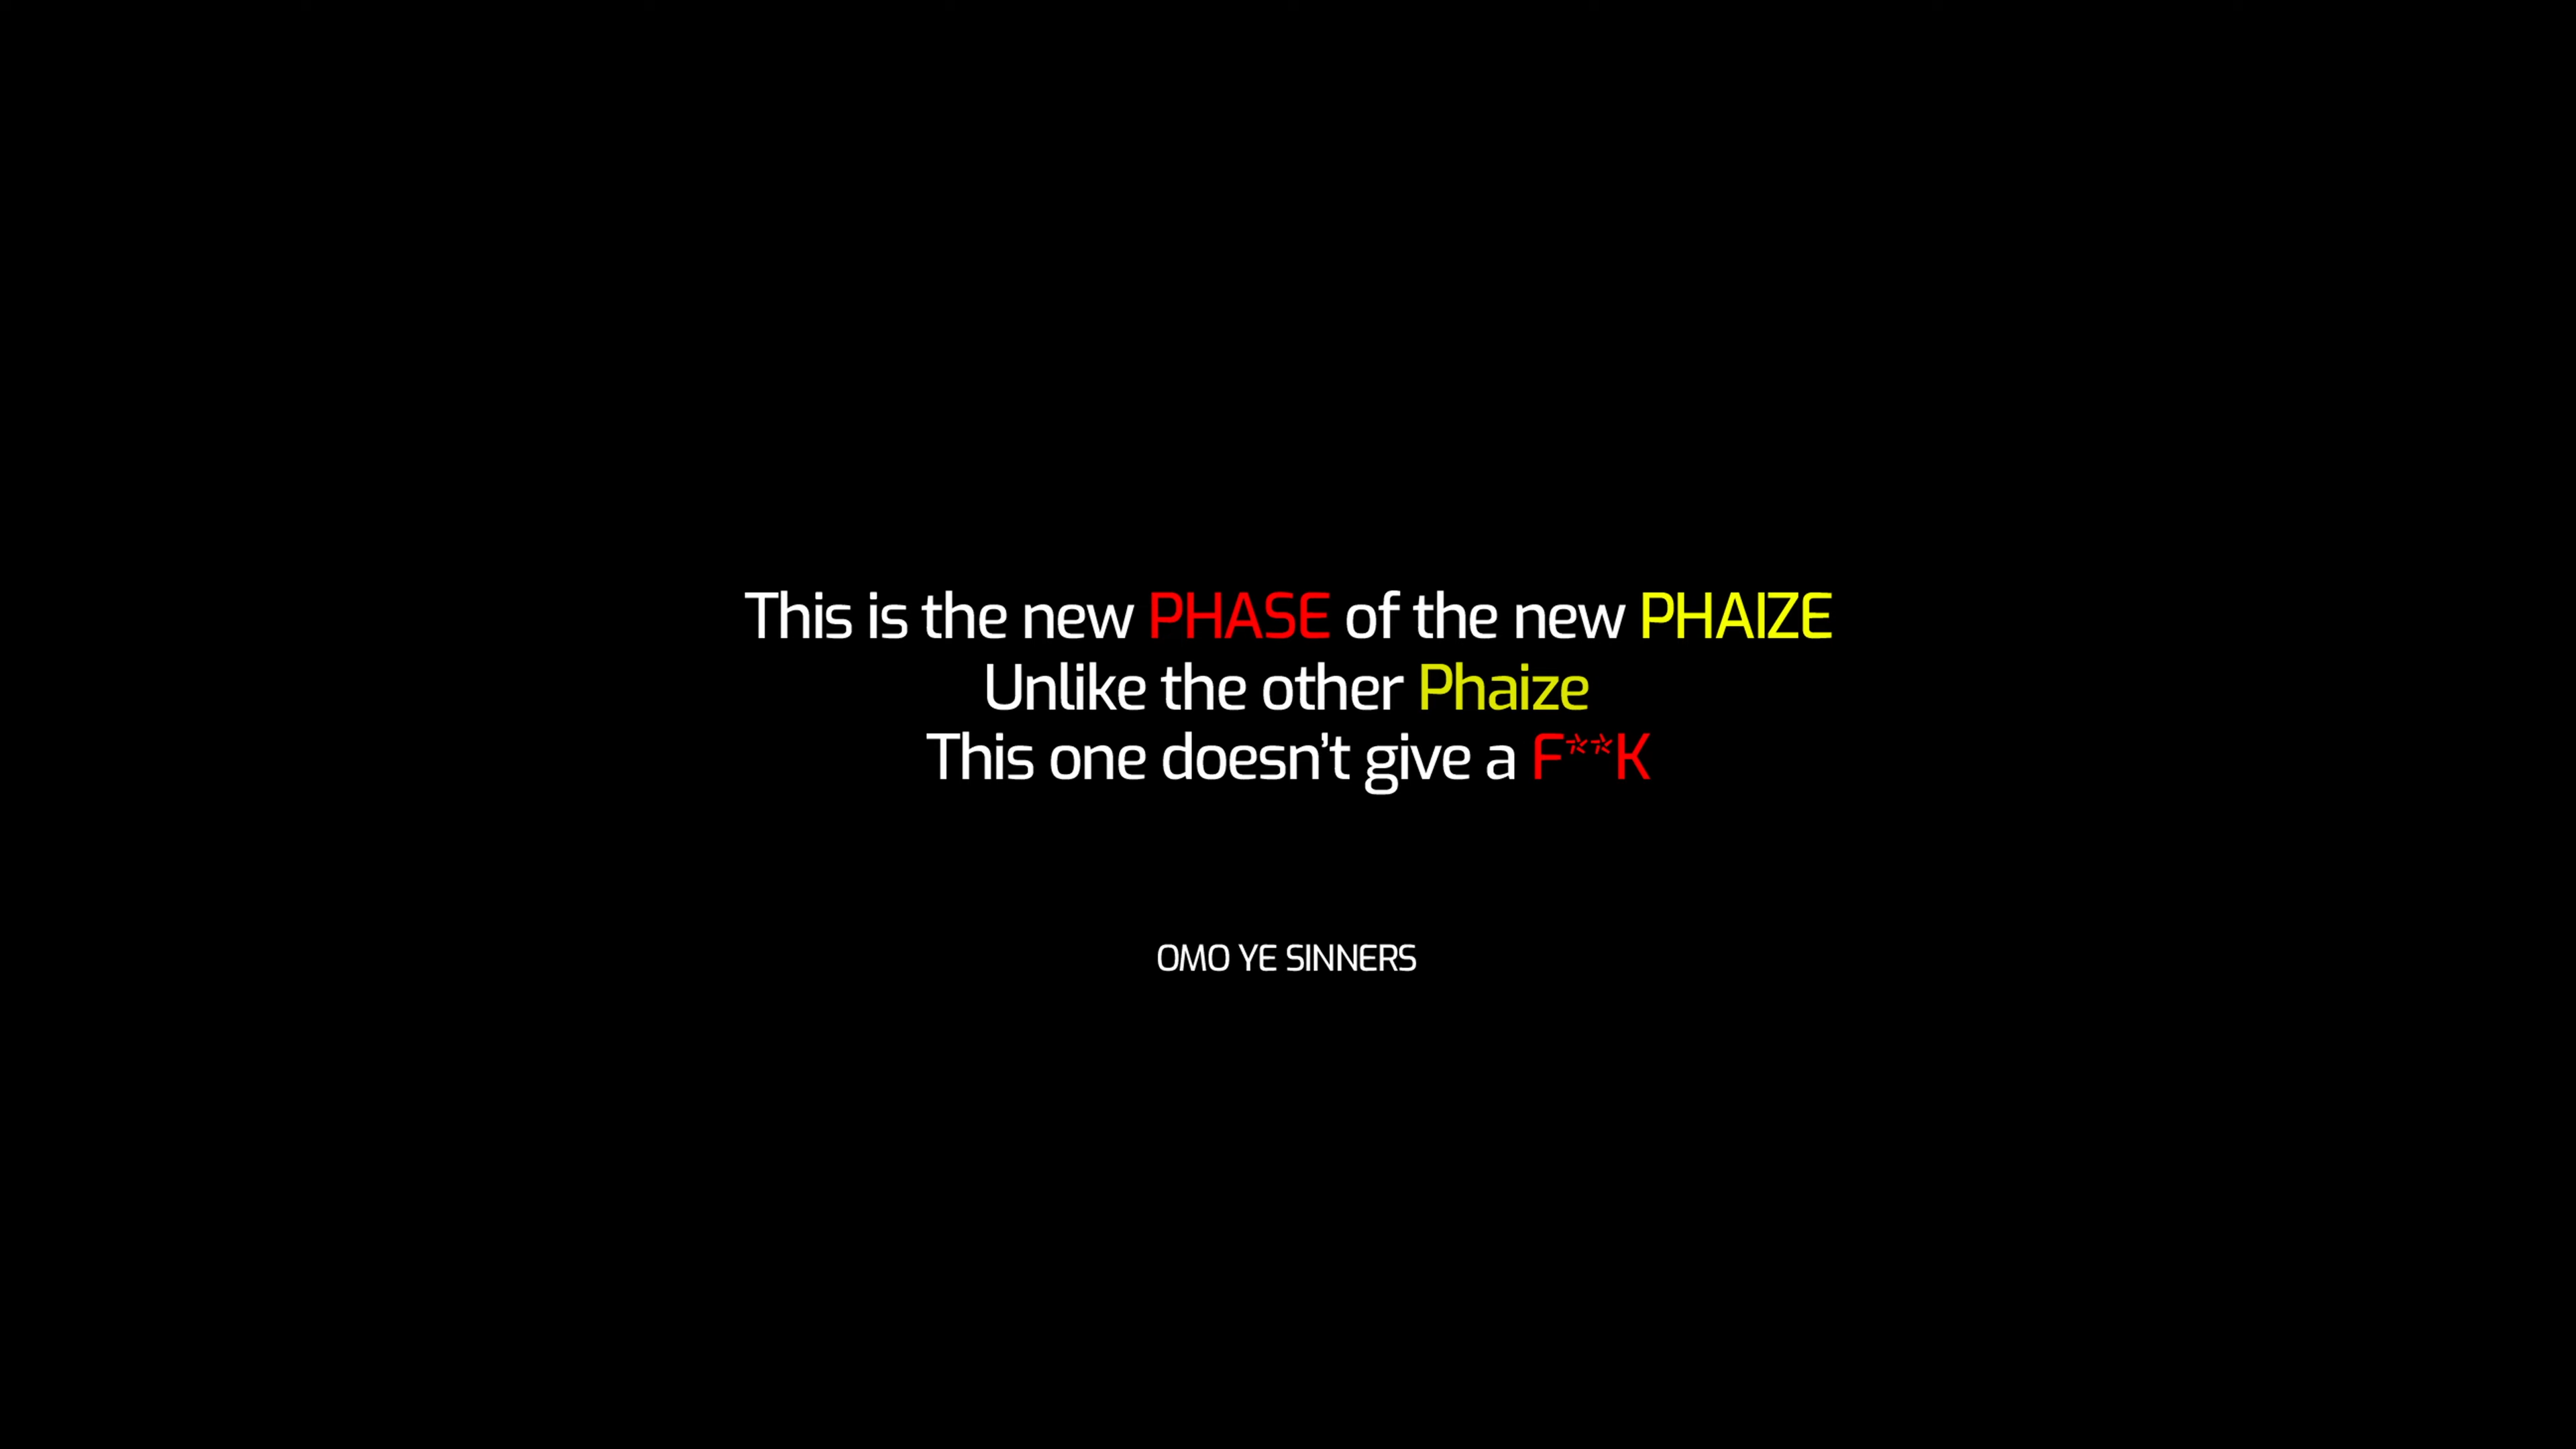 This is the new PHASE of the new PHAIZE
Unlike the other Phaize
This one doesn’t give a F**K
OMO YE SINNERS